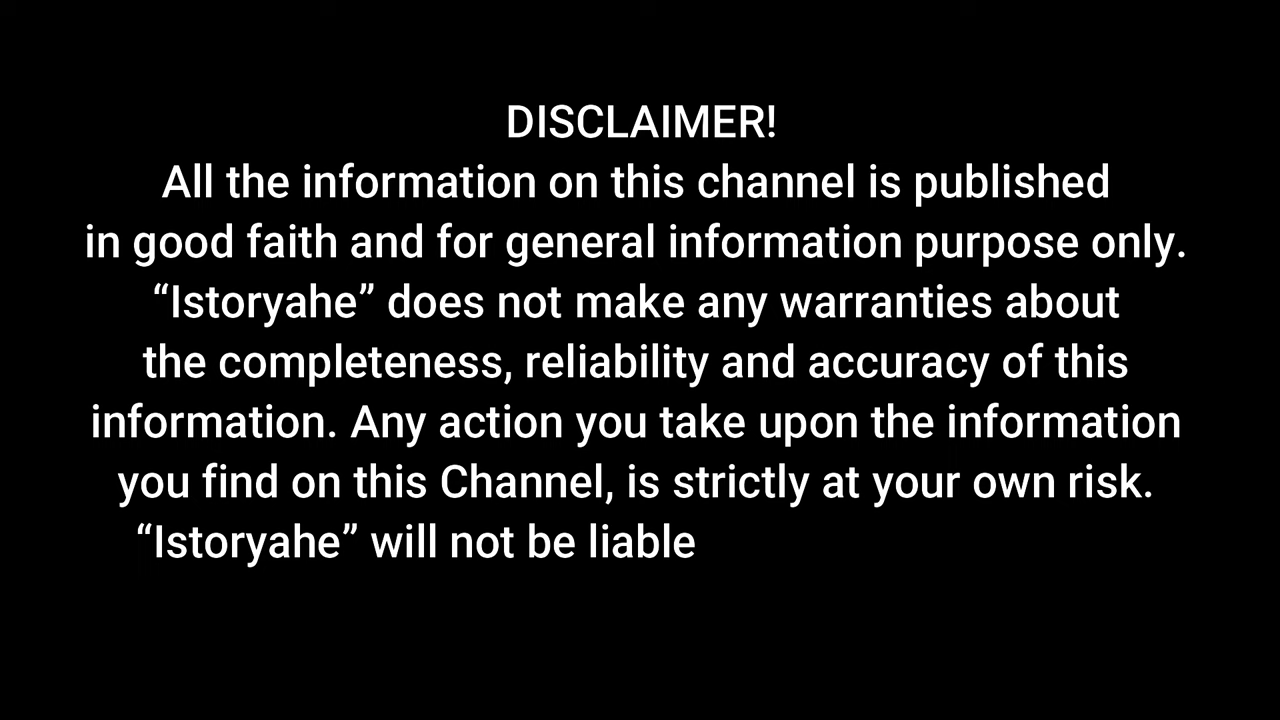 DISCLAIMER!
All the information on this channel is published
in good faith and for general information purpose only.
“Istoryahe” does not make any warranties about
the completeness, reliability and accuracy of this
information. Any action you take upon the information
you find on this Channel, is strictly at your own risk.
“Istoryahe” will not be liable